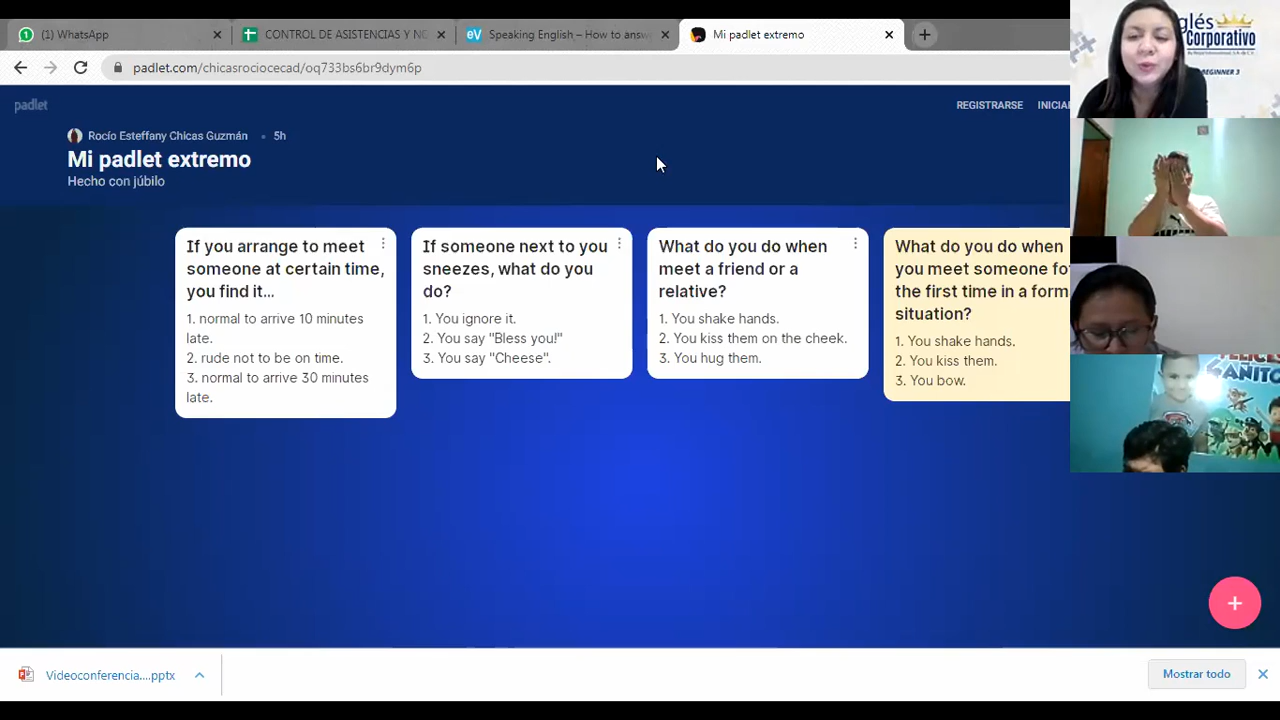 (1) WhatsApp
CONTROL DE ASISTENCIAS Y NO
Speaking English – How to answ
Mi padlet extremo
padlet.com/chicasrociocecad/oq733bs6br9dym6p
padlet
REGISTRARSE
INICIA
Rocío Esteffany Chicas Guzmán • 5h
Mi padlet extremo
Hecho con júbilo
If you arrange to meet
someone at certain time,
you find it...
1. normal to arrive 10 minutes
late.
2. rude not to be on time.
3. normal to arrive 30 minutes
late.
If someone next to you
sneezes, what do you
do?
1. You ignore it.
2. You say "Bless you!"
3. You say "Cheese".
What do you do when
meet a friend or a
relative?
1. You shake hands.
2. You kiss them on the cheek.
3. You hug them.
What do you do when
you meet someone fo
the first time in a form
situation?
1. You shake hands.
2. You kiss them.
3. You bow.
glés
Corporativo
BEGINNER 3
Videoconferencia....pptx
Mostrar todo